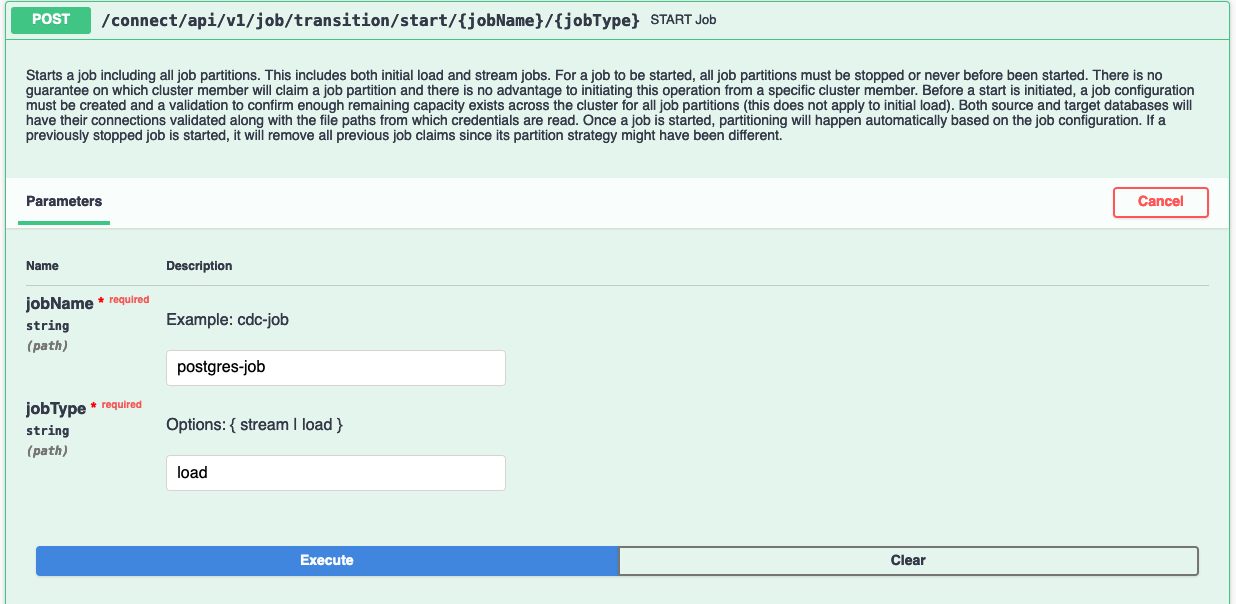 POST /connect/api/v1/job/transition/start/{jobName}/{jobType} START Job
Starts a job including all job partitions. This includes both initial load and stream jobs. For a job to be started, all job partitions must be stopped or never before been started. There is no
guarantee on which cluster member will claim a job partition and there is no advantage to initiating this operation from a specific cluster member. Before a start is initiated, a job configuration
must be created and a validation to confirm enough remaining capacity exists across the cluster for all job partitions (this does not apply to initial load). Both source and target databases will
have their connections validated along with the file paths from which credentials are read. Once a job is started, partitioning will happen automatically based on the job configuration. If a
previously stopped job is started, it will remove all previous job claims since its partition strategy might have been different.
Parameters
Cancel
Name Description
jobName * required
string
(path)
Example: cdc-job
postgres-job
jobType * required
string
(path)
Options: { stream | load }
load
Execute
Clear